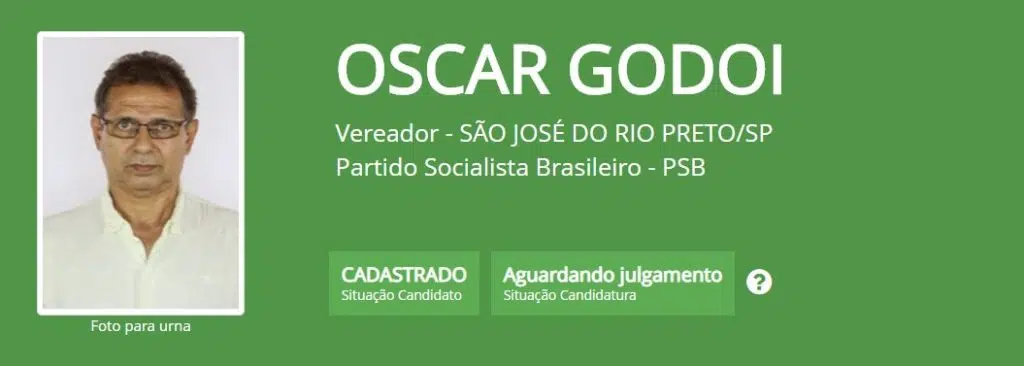 OSCAR GODOI
Vereador - SÃO JOSÉ DO RIO PRETO/SP
Partido Socialista Brasileiro - PSB
CADASTRADO
Situação Candidato
Aguardando julgamento
Situação Candidatura
?
Foto para urna